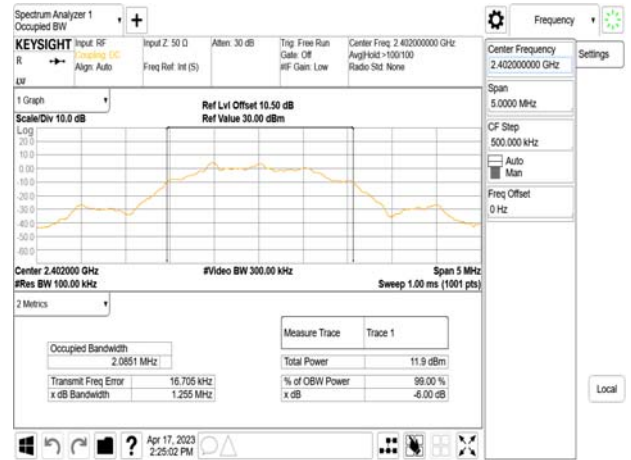 Spectrum Analyzer 1
Occupied BW
+
Frequency
KEYSIGHT
R
Input: RF
Coupling: DC
Align: Auto
Input Z: 50 Ω
Freq Ref: Int (S)
Atten: 30 dB
Trig: Free Run
Gate: Off
#IF Gain: Low
Center Freq: 2.402000000 GHz
Avg|Hold:>100/100
Radio Std: None
Center Frequency
2.402000000 GHz
Settings
Span
5.0000 MHz
CF Step
500.000 kHz
Auto
Man
Freq Offset
0 Hz
Local
1 Graph
Scale/Div 10.0 dB
Ref Lvl Offset 10.50 dB
Ref Value 30.00 dBm
Log
20.0
10.0
0.00
-10.0
-20.0
-30.0
-40.0
-50.0
-60.0
Center 2.402000 GHz
#Res BW 100.00 kHz
#Video BW 300.00 kHz
Span 5 MHz
Sweep 1.00 ms (1001 pts)
2 Metrics
Measure Trace Trace 1
Occupied Bandwidth
2.0851 MHz
Total Power 11.9 dBm
Transmit Freq Error 16.705 kHz
% of OBW Power 99.00 %
x dB Bandwidth 1.255 MHz
x dB -6.00 dB
?
Apr 17, 2023
2:25:02 PM